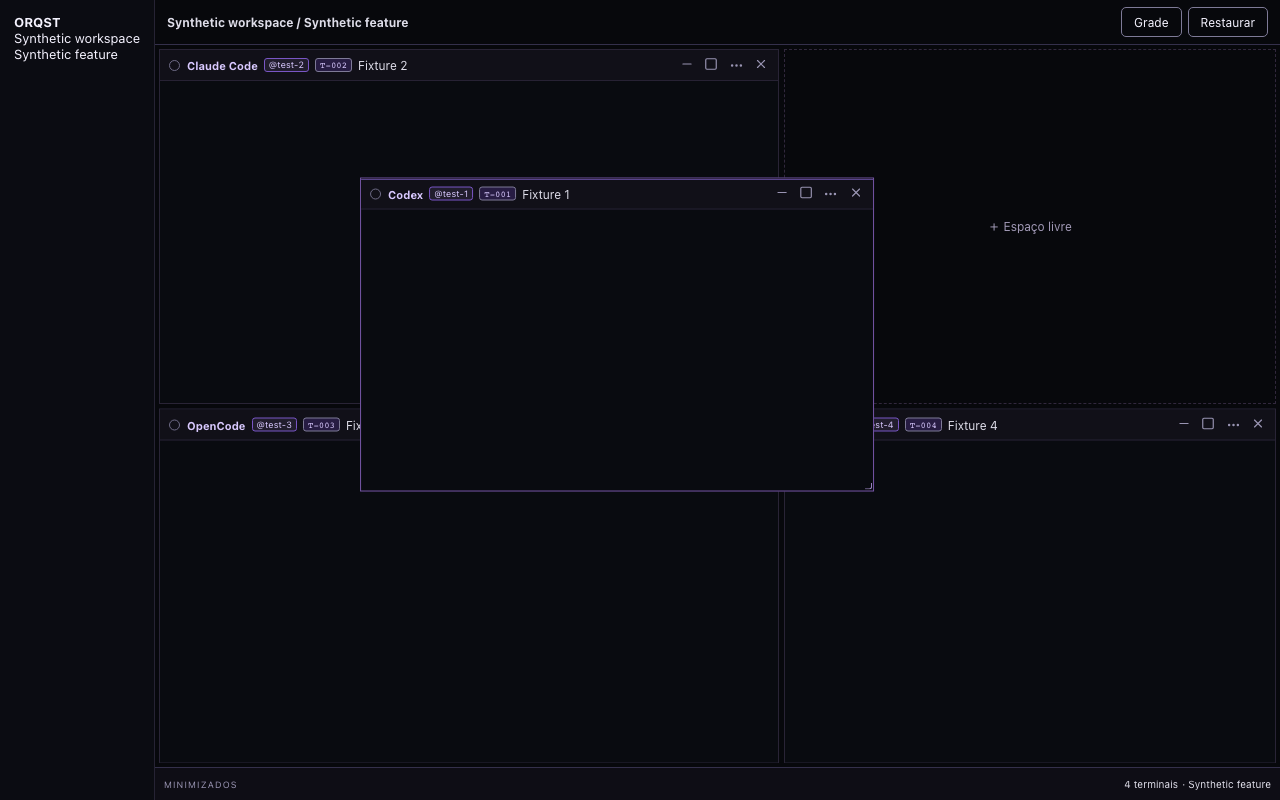 ORQST
Synthetic workspace
Synthetic feature
Synthetic workspace / Synthetic feature
Grade
Restaurar
Claude Code @test-2 T-002 Fixture 2
+ Espaço livre
Codex @test-1 T-001 Fixture 1
OpenCode @test-3 T-003 Fix
est-4 T-004 Fixture 4
MINIMIZADOS
4 terminals · Synthetic feature